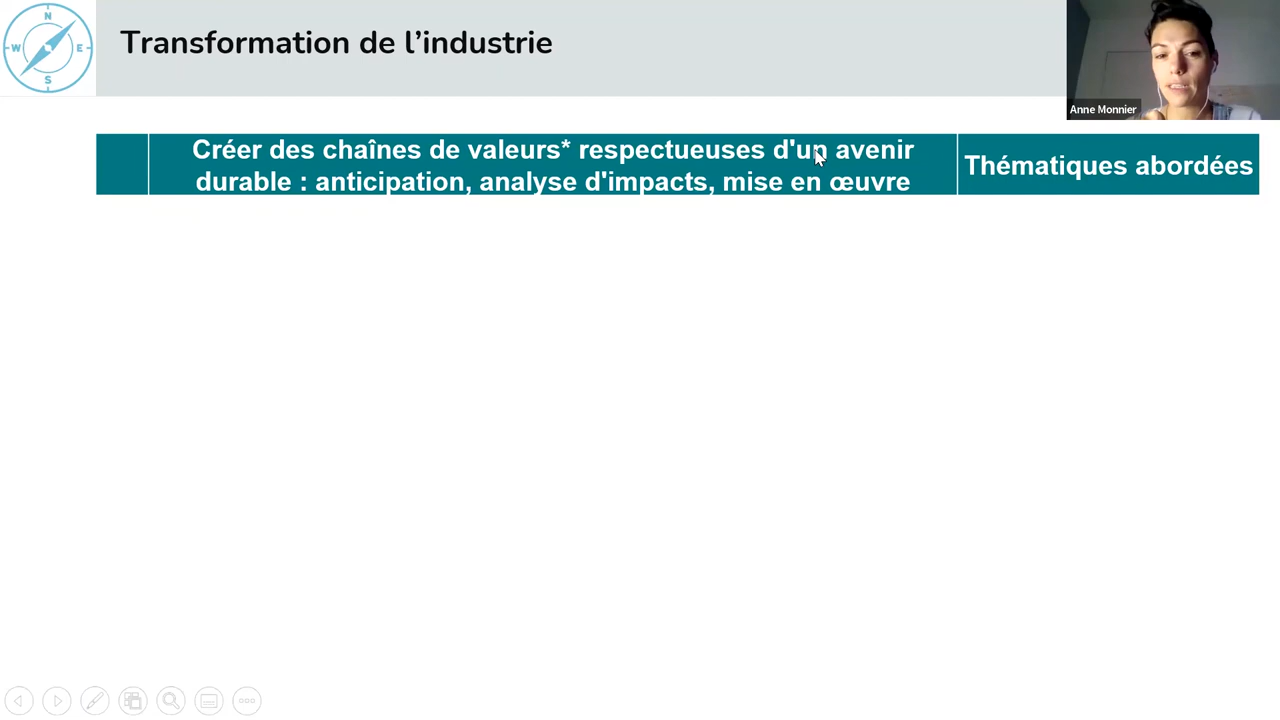 N
W E
S
Transformation de l’industrie
Anne Monnier
Créer des chaînes de valeurs* respectueuses d'un avenir
durable : anticipation, analyse d'impacts, mise en œuvre
Thématiques abordées